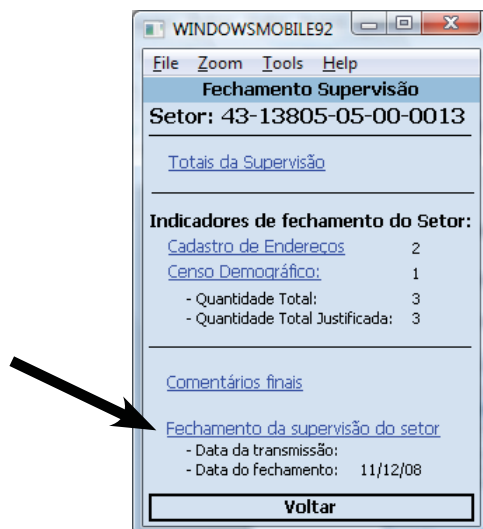 WINDOWSMOBILE92
File Zoom Tools Help
Fechamento Supervisão
Setor: 43-13805-05-00-0013
Totais da Supervisão
Indicadores de fechamento do Setor:
Cadastro de Endereços 2
Censo Demográfico: 1
- Quantidade Total: 3
- Quantidade Total Justificada: 3
Comentários finais
Fechamento da supervisão do setor
- Data da transmissão:
- Data do fechamento: 11/12/08
Voltar